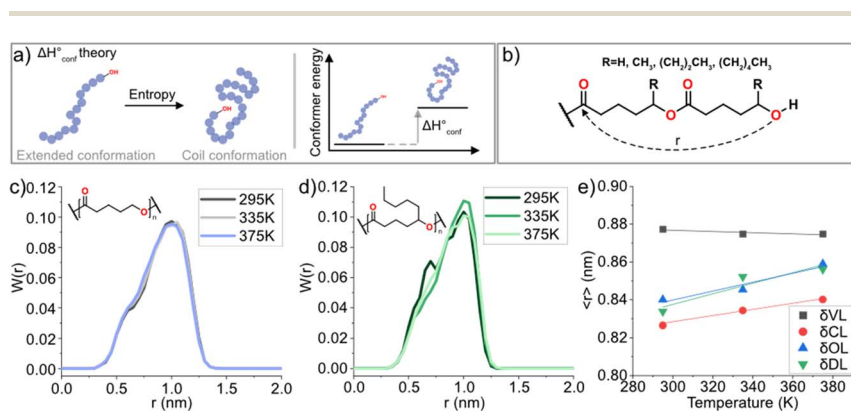 a)
ΔH°conf theory
OH
Entropy
OH
Extended conformation
Coil conformation
Conformer energy
OH
OH
ΔH°conf
b)
R=H, CH3, (CH2)2CH3, (CH2)4CH3
O
R
O
R
O
O
H
r
c)
0.12
0.10
0.08
0.06
0.04
0.02
0.00
W(r)
O
O
n
295K
335K
375K
0.0
0.5
1.0
1.5
2.0
r (nm)
d)
0.12
0.10
0.08
0.06
0.04
0.02
0.00
W(r)
O
O
n
295K
335K
375K
0.0
0.5
1.0
1.5
2.0
r (nm)
e)
0.90
0.88
0.86
0.84
0.82
0.80
<r> (nm)
δVL
δCL
δOL
δDL
280
300
320
340
360
380
Temperature (K)